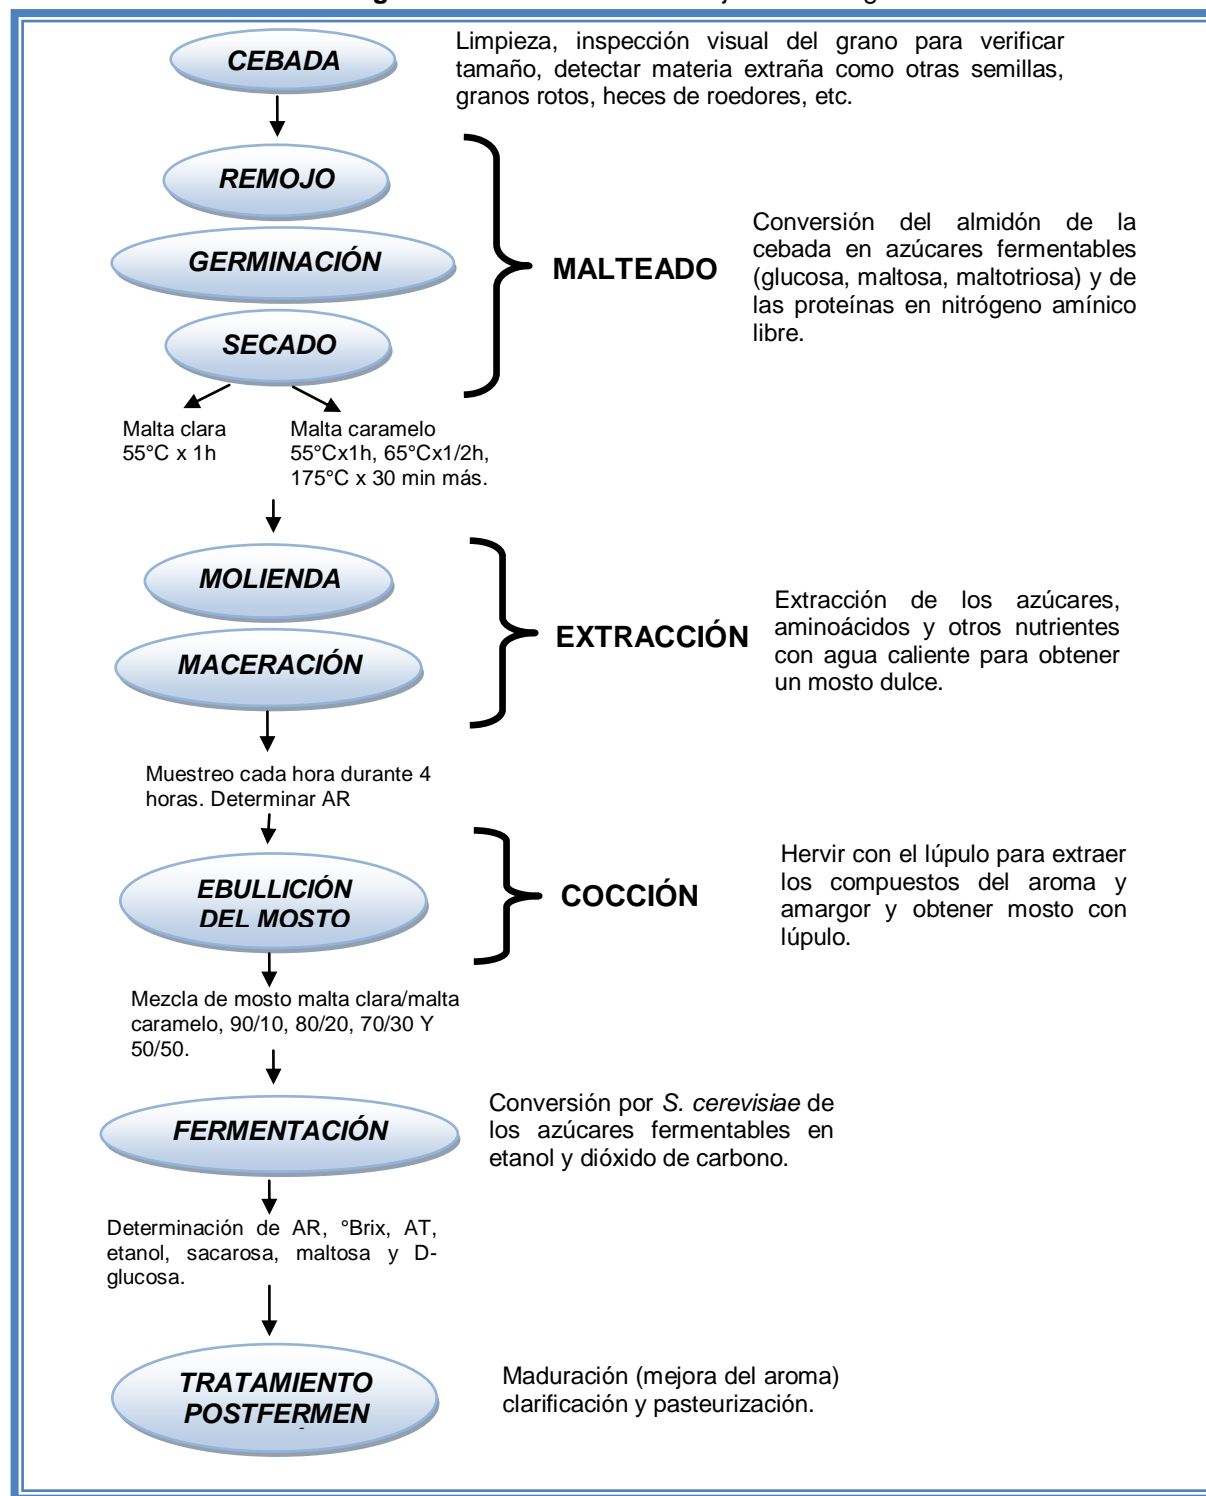 CEBADA
Limpieza, inspección visual del grano para verificar
tamaño, detectar materia extraña como otras semillas,
granos rotos, heces de roedores, etc.
REMOJO
GERMINACIÓN
SECADO
MALTEADO
Conversión del almidón de la
cebada en azúcares fermentables
(glucosa, maltosa, maltotriosa) y de
las proteínas en nitrógeno amínico
libre.
Malta clara
55°C x 1h
Malta caramelo
55°Cx1h, 65°Cx1/2h,
175°C x 30 min más.
MOLIENDA
MACERACIÓN
EXTRACCIÓN
Extracción de los azúcares,
aminoácidos y otros nutrientes
con agua caliente para obtener
un mosto dulce.
Muestreo cada hora durante 4
horas. Determinar AR
EBULLICIÓN
DEL MOSTO
COCCIÓN
Hervir con el lúpulo para extraer
los compuestos del aroma y
amargor y obtener mosto con
lúpulo.
Mezcla de mosto malta clara/malta
caramelo, 90/10, 80/20, 70/30 Y
50/50.
FERMENTACIÓN
Conversión por S. cerevisiae de
los azúcares fermentables en
etanol y dióxido de carbono.
Determinación de AR, °Brix, AT,
etanol, sacarosa, maltosa y D-
glucosa.
TRATAMIENTO
POSTFERMEN
Maduración (mejora del aroma)
clarificación y pasteurización.